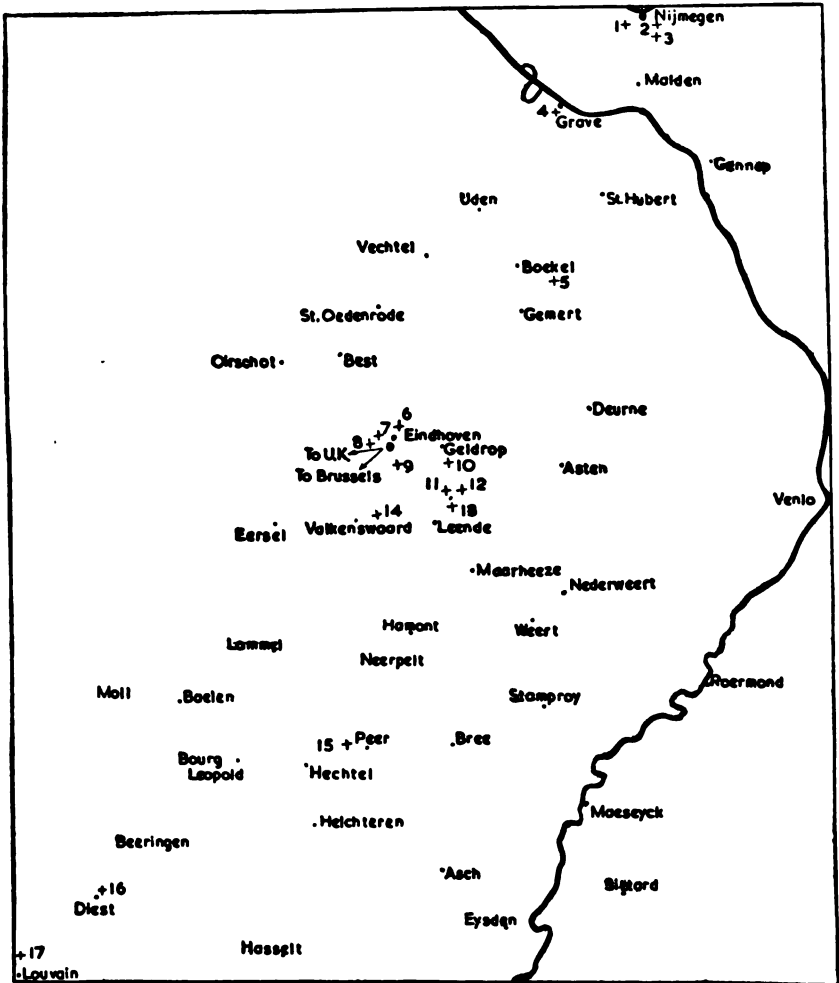 Nijmegen
1+ 2+
+3
Malden
4+
Grave
Gennep
Uden
St.Hubert
Vechtel
Boekel
+5
St.Oedenrode
Gemert
Oirschot
Best
Deurne
6
7+
8+
Eindhoven
To U.K.
Geldrop
+9
+10
Asten
To Brussels
11+ +12
Venlo
+14
+13
Eersel
Valkenswaard
Leende
Maarheeze
Nederweert
Hamont
Weert
Lommel
Neerpelt
Roermond
Moll
Baelen
Stamproy
15+
Peer
Bree
Bourg
Leopold
Hechtel
Maeseyck
Helchteren
Beeringen
Asch
Sittard
+16
Diest
Eysden
Hasselt
+17
Louvain